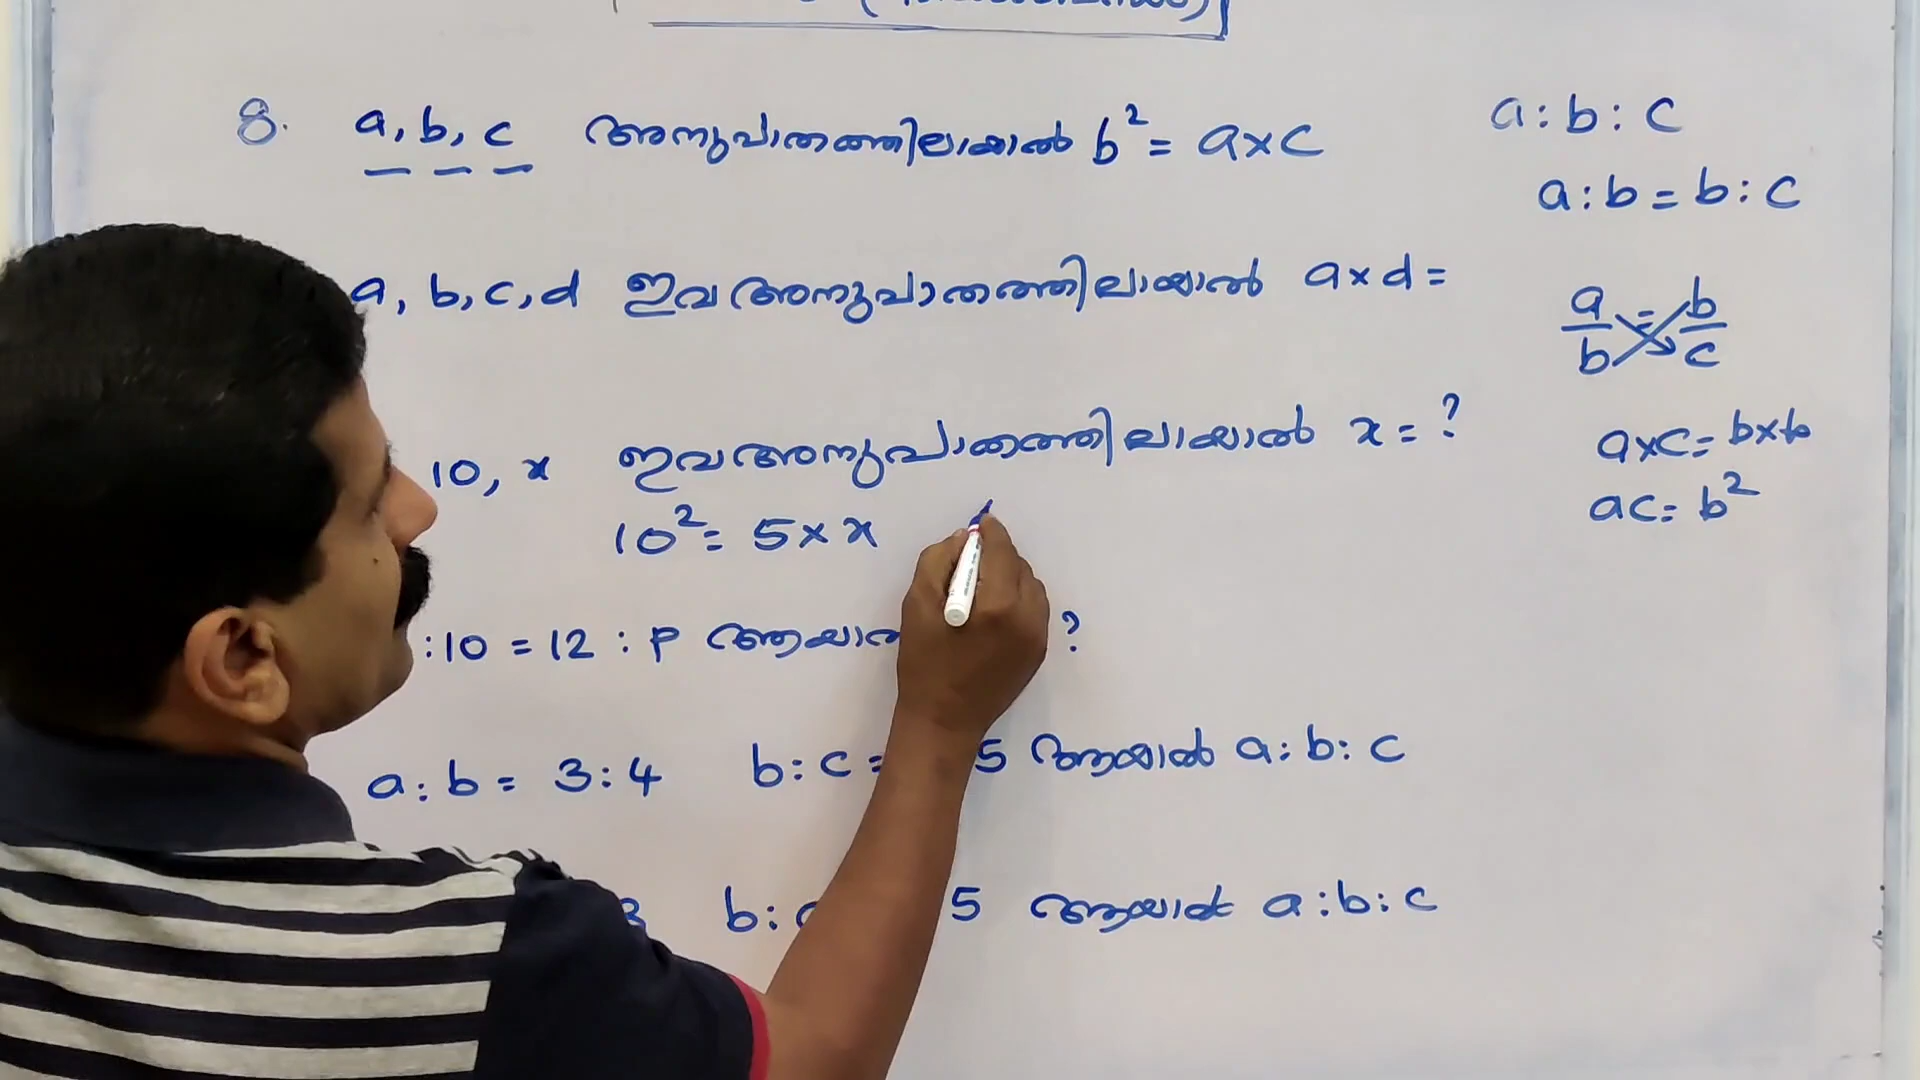 8. a, b, c അനുപാതത്തിലായാൽ b² = a×c
a, b, c, d ഇവ അനുപാതത്തിലായാൽ a×d =
10, x ഇവ അനുപാതത്തിലായാൽ x = ?
10² = 5 × x
:10 = 12 : P ?
a : b = 3 : 4 b : c = 5 ആയാൽ a : b : c
3 b : 5 ആയാൽ a : b : c
a : b : c
a : b = b : c
a/b = b/c
a×c = b×b
ac = b²